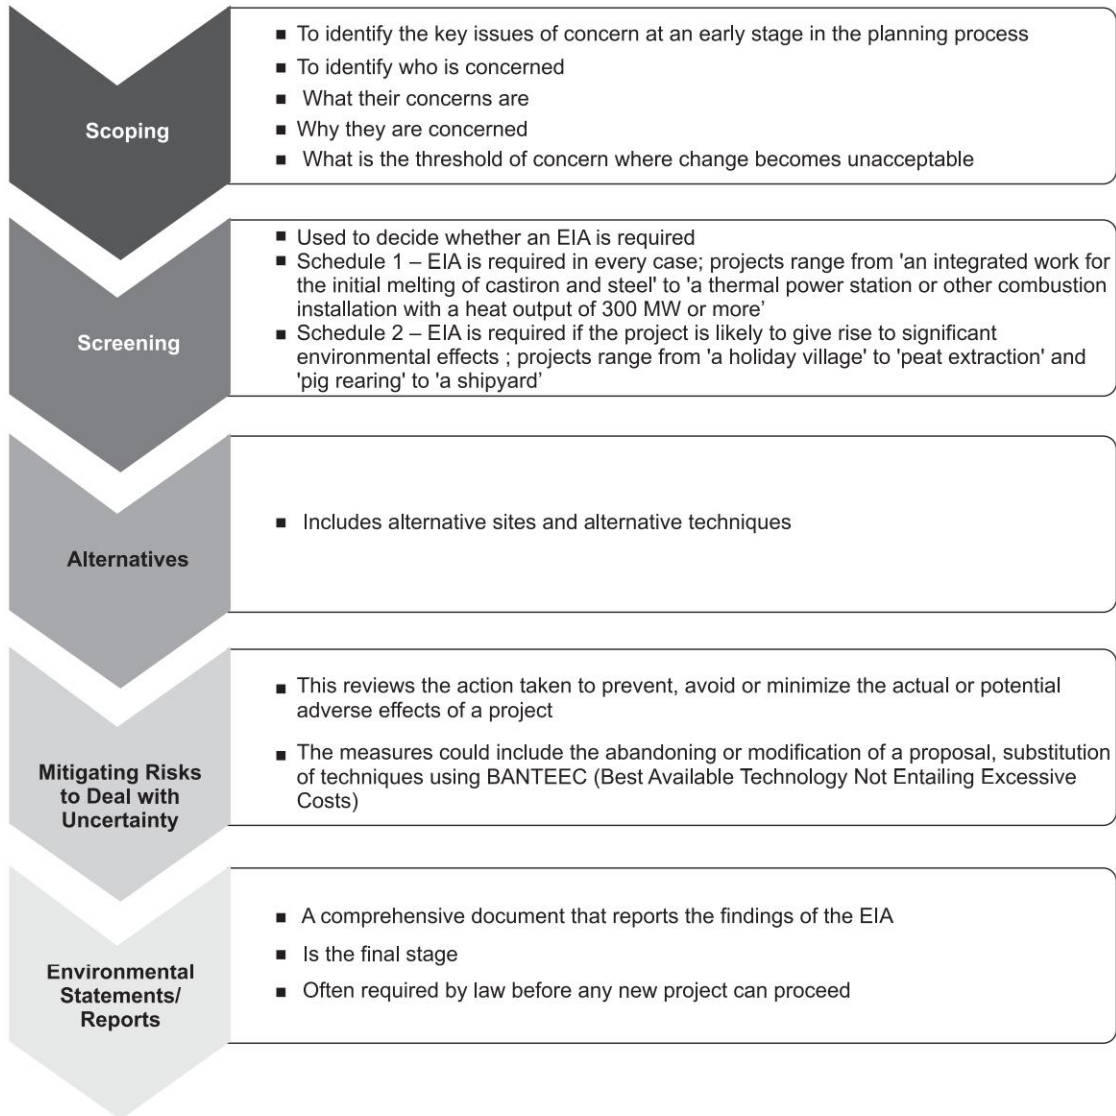 Scoping
■ To identify the key issues of concern at an early stage in the planning process
■ To identify who is concerned
■ What their concerns are
■ Why they are concerned
■ What is the threshold of concern where change becomes unacceptable
Screening
■ Used to decide whether an EIA is required
■ Schedule 1 – EIA is required in every case; projects range from 'an integrated work for
the initial melting of castiron and steel' to 'a thermal power station or other combustion
installation with a heat output of 300 MW or more’
■ Schedule 2 – EIA is required if the project is likely to give rise to significant
environmental effects ; projects range from 'a holiday village' to 'peat extraction' and
'pig rearing' to 'a shipyard’
Alternatives
■ Includes alternative sites and alternative techniques
Mitigating Risks
to Deal with
Uncertainty
■ This reviews the action taken to prevent, avoid or minimize the actual or potential
adverse effects of a project
■ The measures could include the abandoning or modification of a proposal, substitution
of techniques using BANTEEC (Best Available Technology Not Entailing Excessive
Costs)
Environmental
Statements/
Reports
■ A comprehensive document that reports the findings of the EIA
■ Is the final stage
■ Often required by law before any new project can proceed